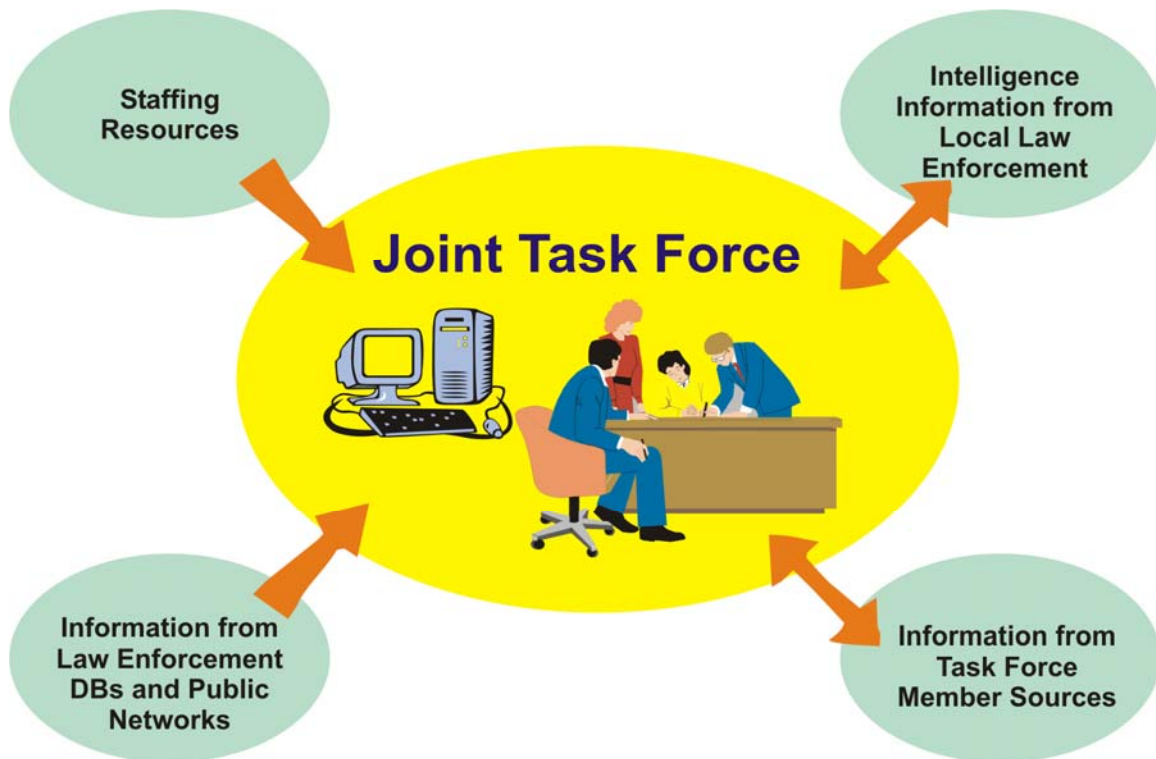 Staffing
Resources
Intelligence
Information from
Local Law
Enforcement
Joint Task Force
Information from
Law Enforcement
DBs and Public
Networks
Information from
Task Force
Member Sources